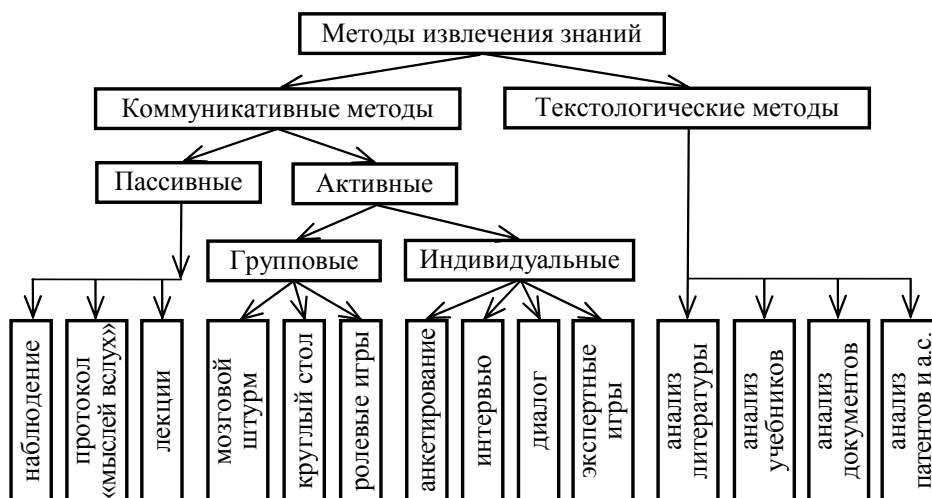 Методы извлечения знаний
Коммуникативные методы
Текстологические методы
Пассивные
Активные
Групповые
Индивидуальные
наблюдение
протокол
«мыслей вслух»
лекции
мозговой
штурм
круглый стол
ролевые игры
анкетирование
интервью
диалог
экспертные
игры
анализ
литературы
анализ
учебников
анализ
документов
анализ
патентов и а.с.